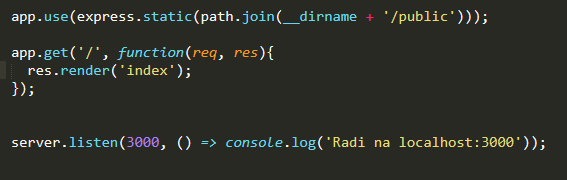 app.use(express.static(path.join(__dirname + '/public')));
app.get('/', function(req, res){
res.render('index');
});
server.listen(3000, () => console.log('Radi na localhost:3000'));